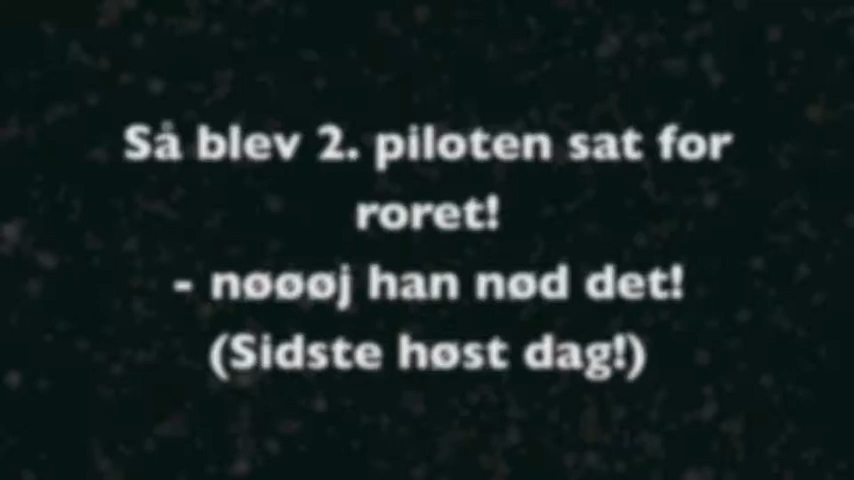 Så blev 2. piloten sat for
roret!
- nøøøj han nød det!
(Sidste høst dag!)